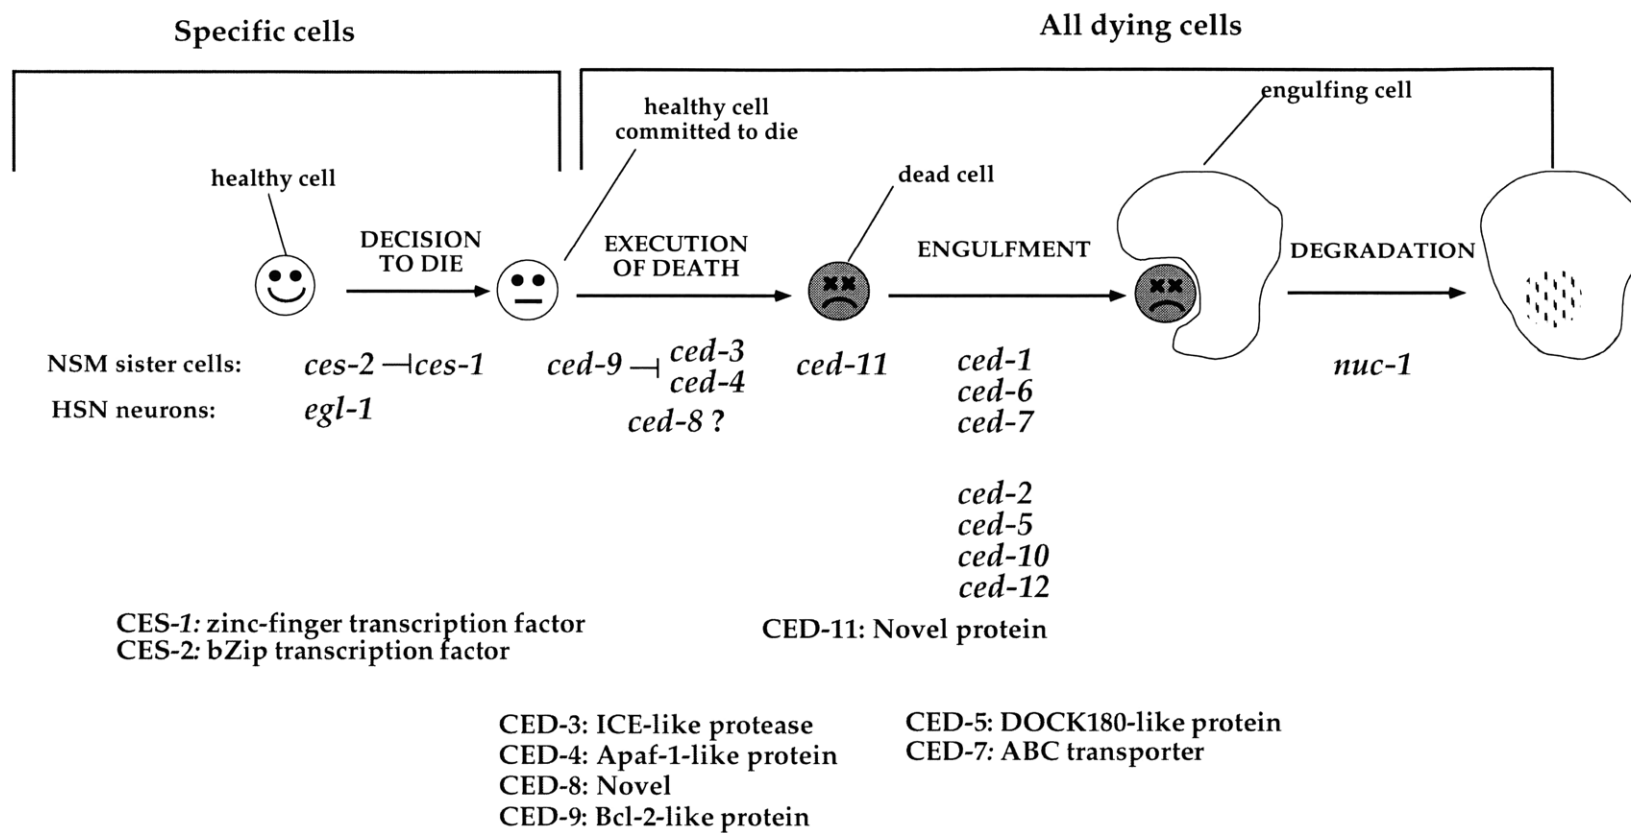 Specific cells
All dying cells
healthy cell
committed to die
engulfing cell
healthy cell
dead cell
DECISION
TO DIE
EXECUTION
OF DEATH
ENGULFMENT
DEGRADATION
NSM sister cells: ces-2 ⊣ ces-1
ced-9 ⊣ ced-3
ced-4
ced-8 ?
ced-11
ced-1
ced-6
ced-7
nuc-1
HSN neurons: egl-1
ced-2
ced-5
ced-10
ced-12
CES-1: zinc-finger transcription factor
CES-2: bZip transcription factor
CED-11: Novel protein
CED-3: ICE-like protease
CED-4: Apaf-1-like protein
CED-8: Novel
CED-9: Bcl-2-like protein
CED-5: DOCK180-like protein
CED-7: ABC transporter